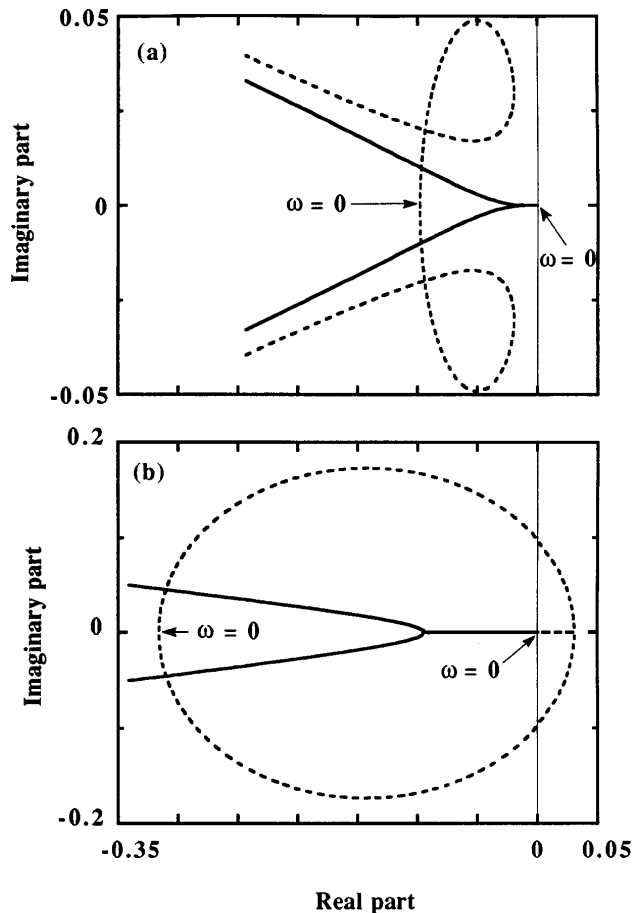 0.05
(a)
Imaginary part
ω = 0
0
ω = 0
-0.05
0.2
(b)
Imaginary part
ω = 0
0
ω = 0
-0.2
-0.35
0
0.05
Real part